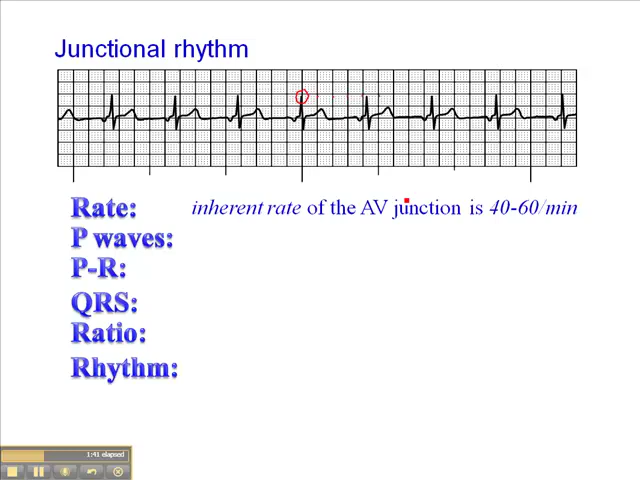 Junctional rhythm
Rate: inherent rate of the AV junction is 40-60/min
P waves:
P-R:
QRS:
Ratio:
Rhythm:
1:41 elapsed